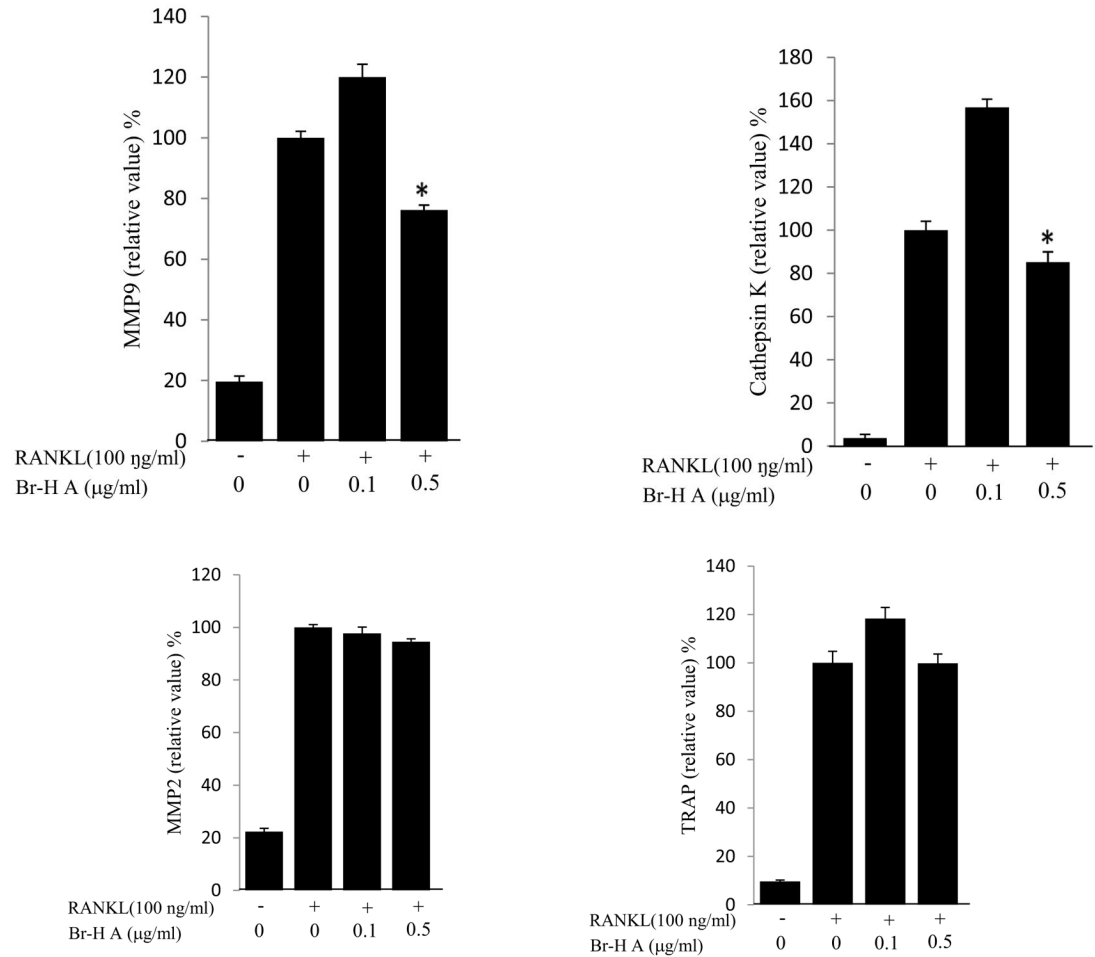 MMP9 (relative value) %
140
120
100
80
60
40
20
0
*
RANKL(100 ŋg/ml) - + + +
Br-H A (μg/ml) 0 0 0.1 0.5
Cathepsin K (relative value) %
180
160
140
120
100
80
60
40
20
0
*
RANKL(100 ŋg/ml) - + + +
Br-H A (μg/ml) 0 0 0.1 0.5
MMP2 (relative value) %
120
100
80
60
40
20
0
RANKL(100 ng/ml) - + + +
Br-H A (μg/ml) 0 0 0.1 0.5
TRAP (relative value) %
140
120
100
80
60
40
20
0
RANKL(100 ng/ml) - + + +
Br-H A (μg/ml) 0 0 0.1 0.5